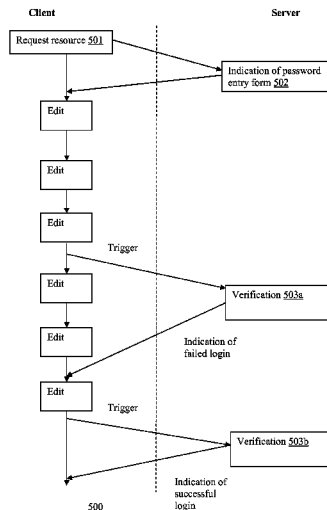 Client
Server
Request resource 501
Indication of password
entry form 502
Edit
Edit
Edit
Trigger
Edit
Verification 503a
Edit
Indication of
failed login
Edit
Trigger
Verification 503b
Indication of
successful
login
500